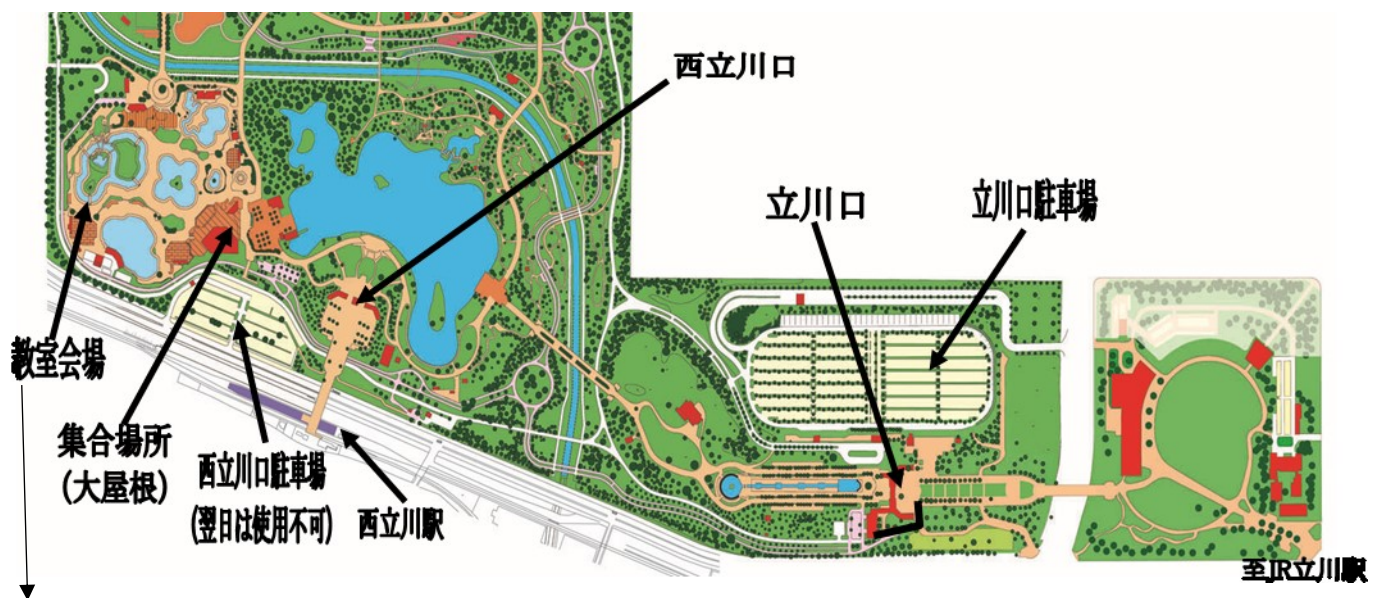 西立川口
立川口
立川口駐車場
教室会場
集合場所
(大屋根)
西立川口駐車場
(翌日は使用不可)
西立川駅
至JR立川駅